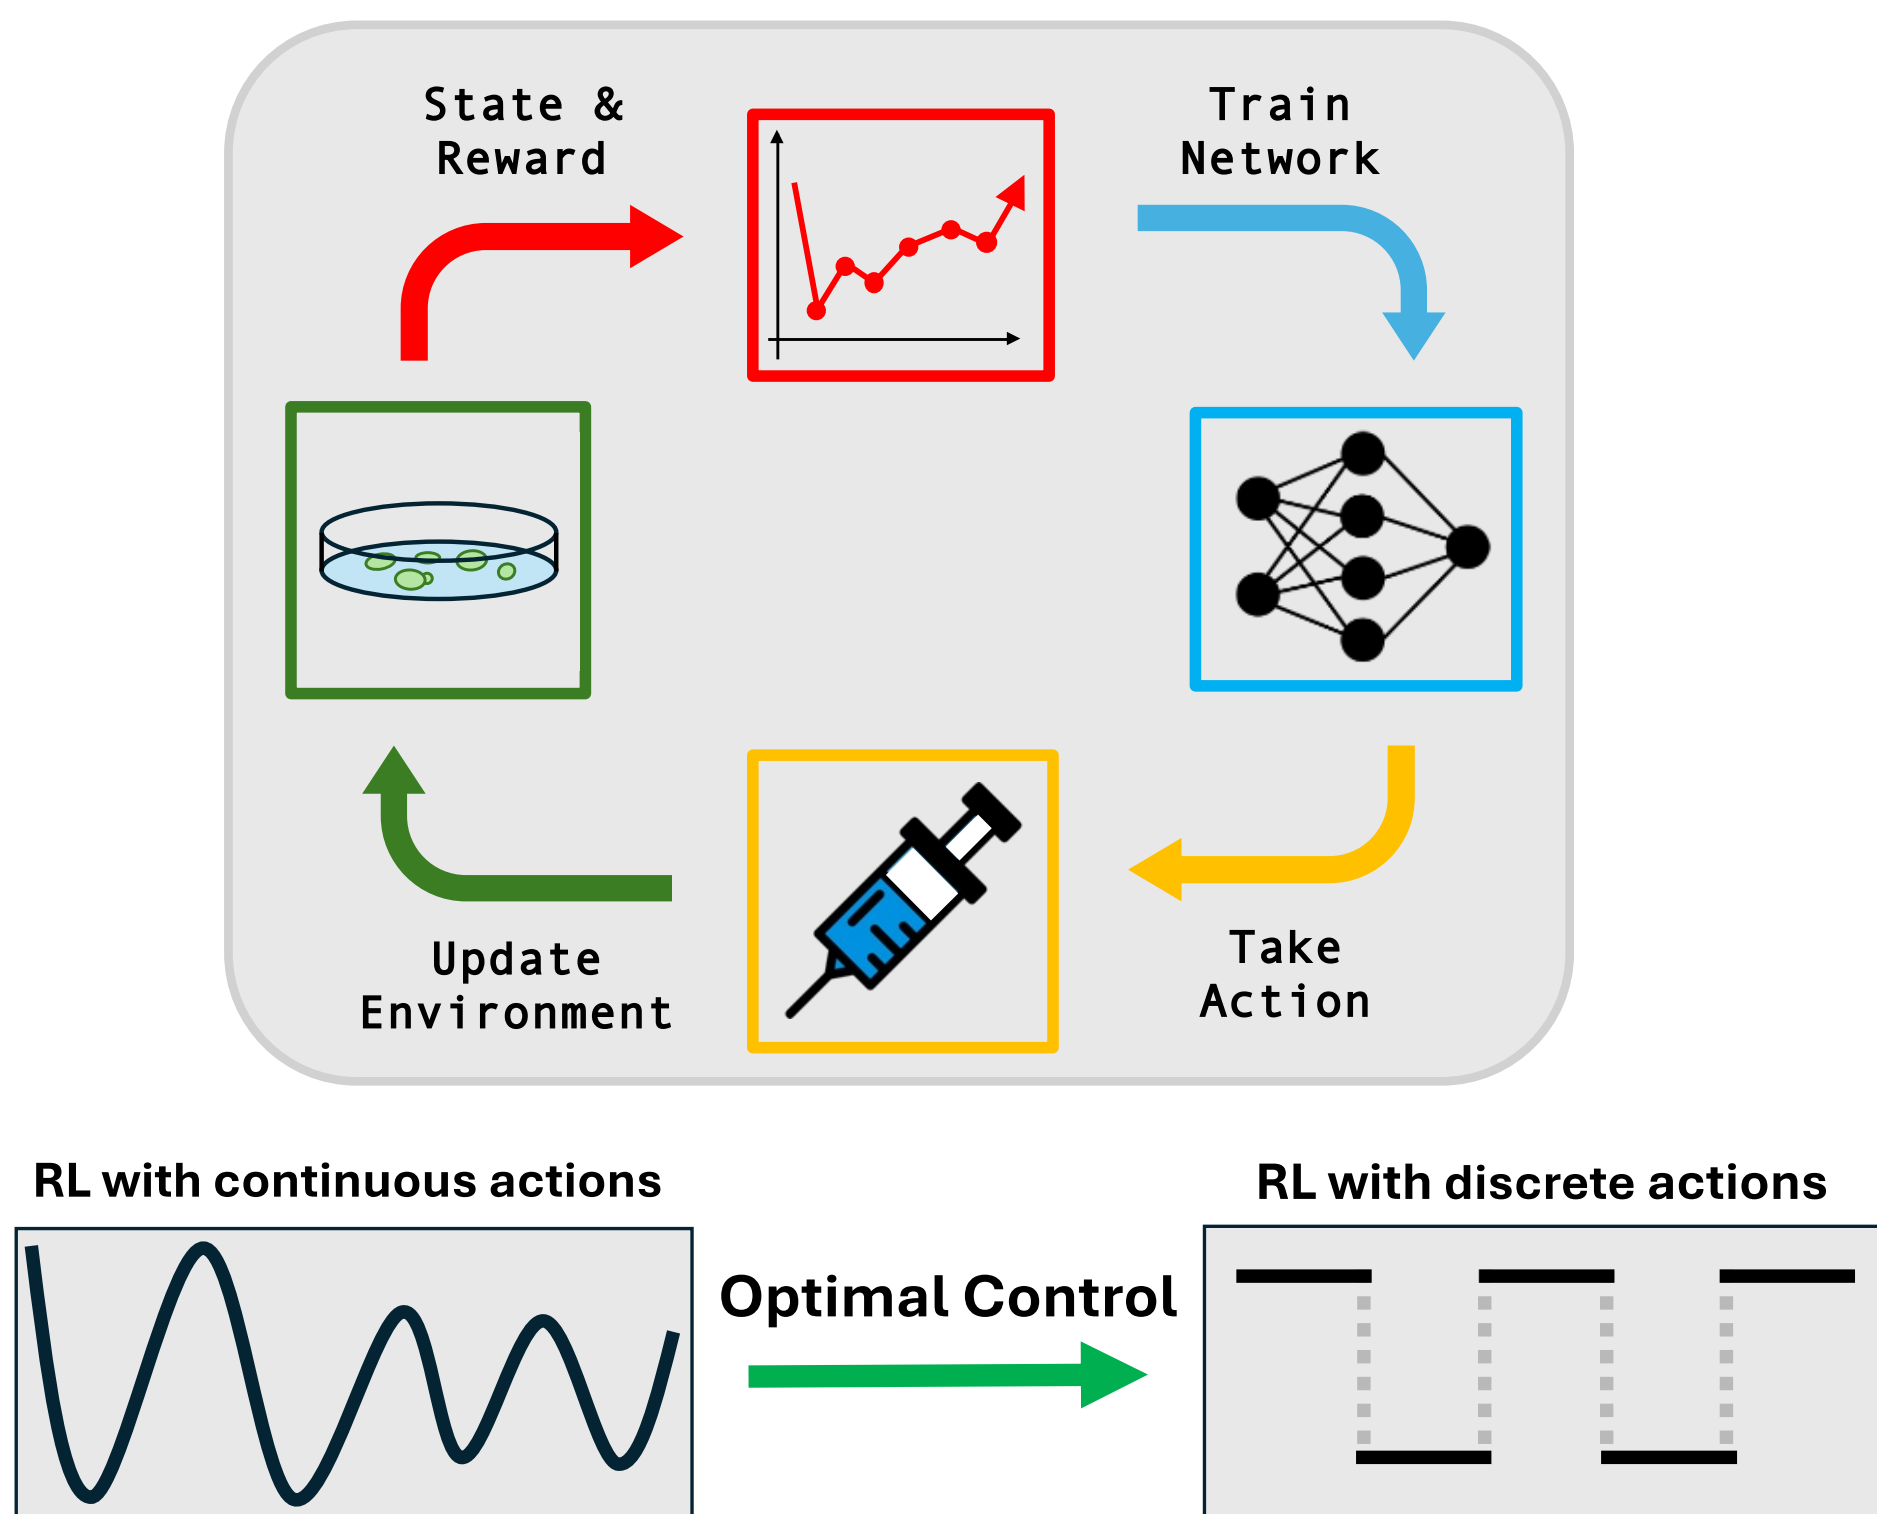 State &
Reward
Train
Network
Update
Environment
Take
Action
RL with continuous actions
Optimal Control
RL with discrete actions